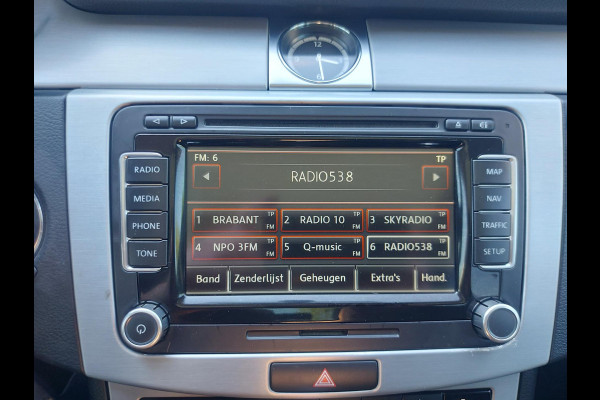 12
6
RADIO
MEDIA
PHONE
TONE
FM: 6
TP
RADIO538
1 BRABANT TP FM
2 RADIO 10 TP FM
3 SKYRADIO TP FM
4 NPO 3FM TP FM
5 Q-music TP FM
6 RADIO538 TP FM
Band
Zenderlijst
Geheugen
Extra's
Hand.
MAP
NAV
TRAFFIC
SETUP